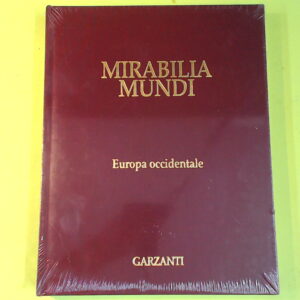 MIRABILIA
MUNDI
Europa occidentale
GARZANTI